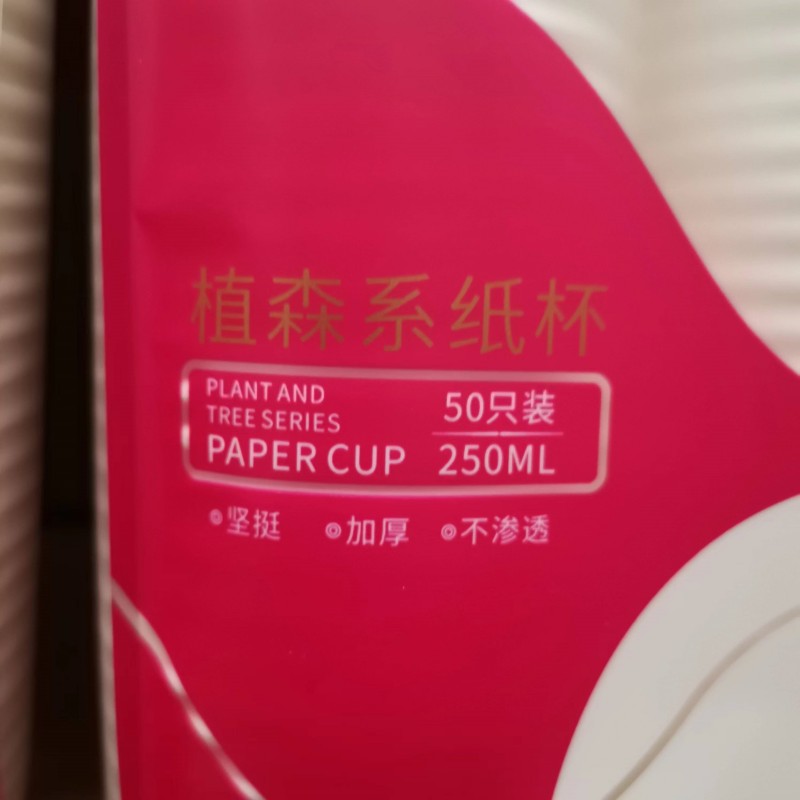 植森系纸杯
PLANT AND
TREE SERIES
PAPER CUP
50只装
250ML
◎坚挺 ◎加厚 ◎不渗透